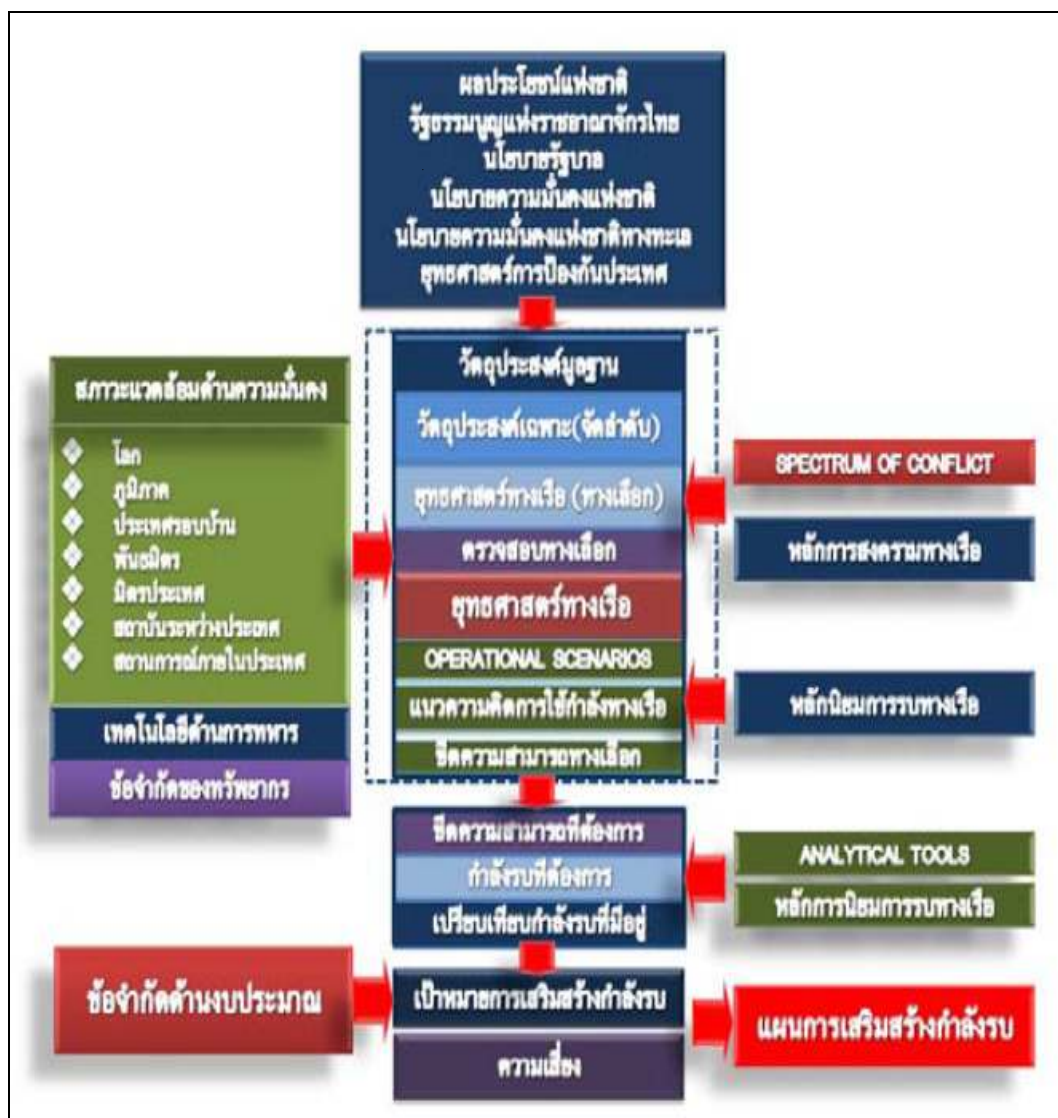 ผลประโยชน์แห่งชาติ
รัฐธรรมนูญแห่งราชอาณาจักรไทย
นโยบายรัฐบาล
นโยบายความมั่นคงแห่งชาติ
นโยบายความมั่นคงแห่งชาติทางทะเล
ยุทธศาสตร์การป้องกันประเทศ
สภาวะแวดล้อมด้านความมั่นคง
โลก
ภูมิภาค
ประเทศรอบบ้าน
พันธมิตร
มิตรประเทศ
สถาบันระหว่างประเทศ
สถานการณ์ภายในประเทศ
เทคโนโลยีด้านการทหาร
ข้อจำกัดของทรัพยากร
วัตถุประสงค์มูลฐาน
วัตถุประสงค์เฉพาะ(จัดลำดับ)
ยุทธศาสตร์ทางเรือ (ทางเลือก)
ตรวจสอบทางเลือก
ยุทธศาสตร์ทางเรือ
OPERATIONAL SCENARIOS
แนวความคิดการใช้กำลังทางเรือ
ขีดความสามารถทางเลือก
SPECTRUM OF CONFLICT
หลักการสงครามทางเรือ
หลักนิยมการรบทางเรือ
ขีดความสามารถที่ต้องการ
กำลังรบที่ต้องการ
เปรียบเทียบกำลังรบที่มีอยู่
ANALYTICAL TOOLS
หลักการนิยมการรบทางเรือ
ข้อจำกัดด้านงบประมาณ
เป้าหมายการเสริมสร้างกำลังรบ
ความเสี่ยง
แผนการเสริมสร้างกำลังรบ